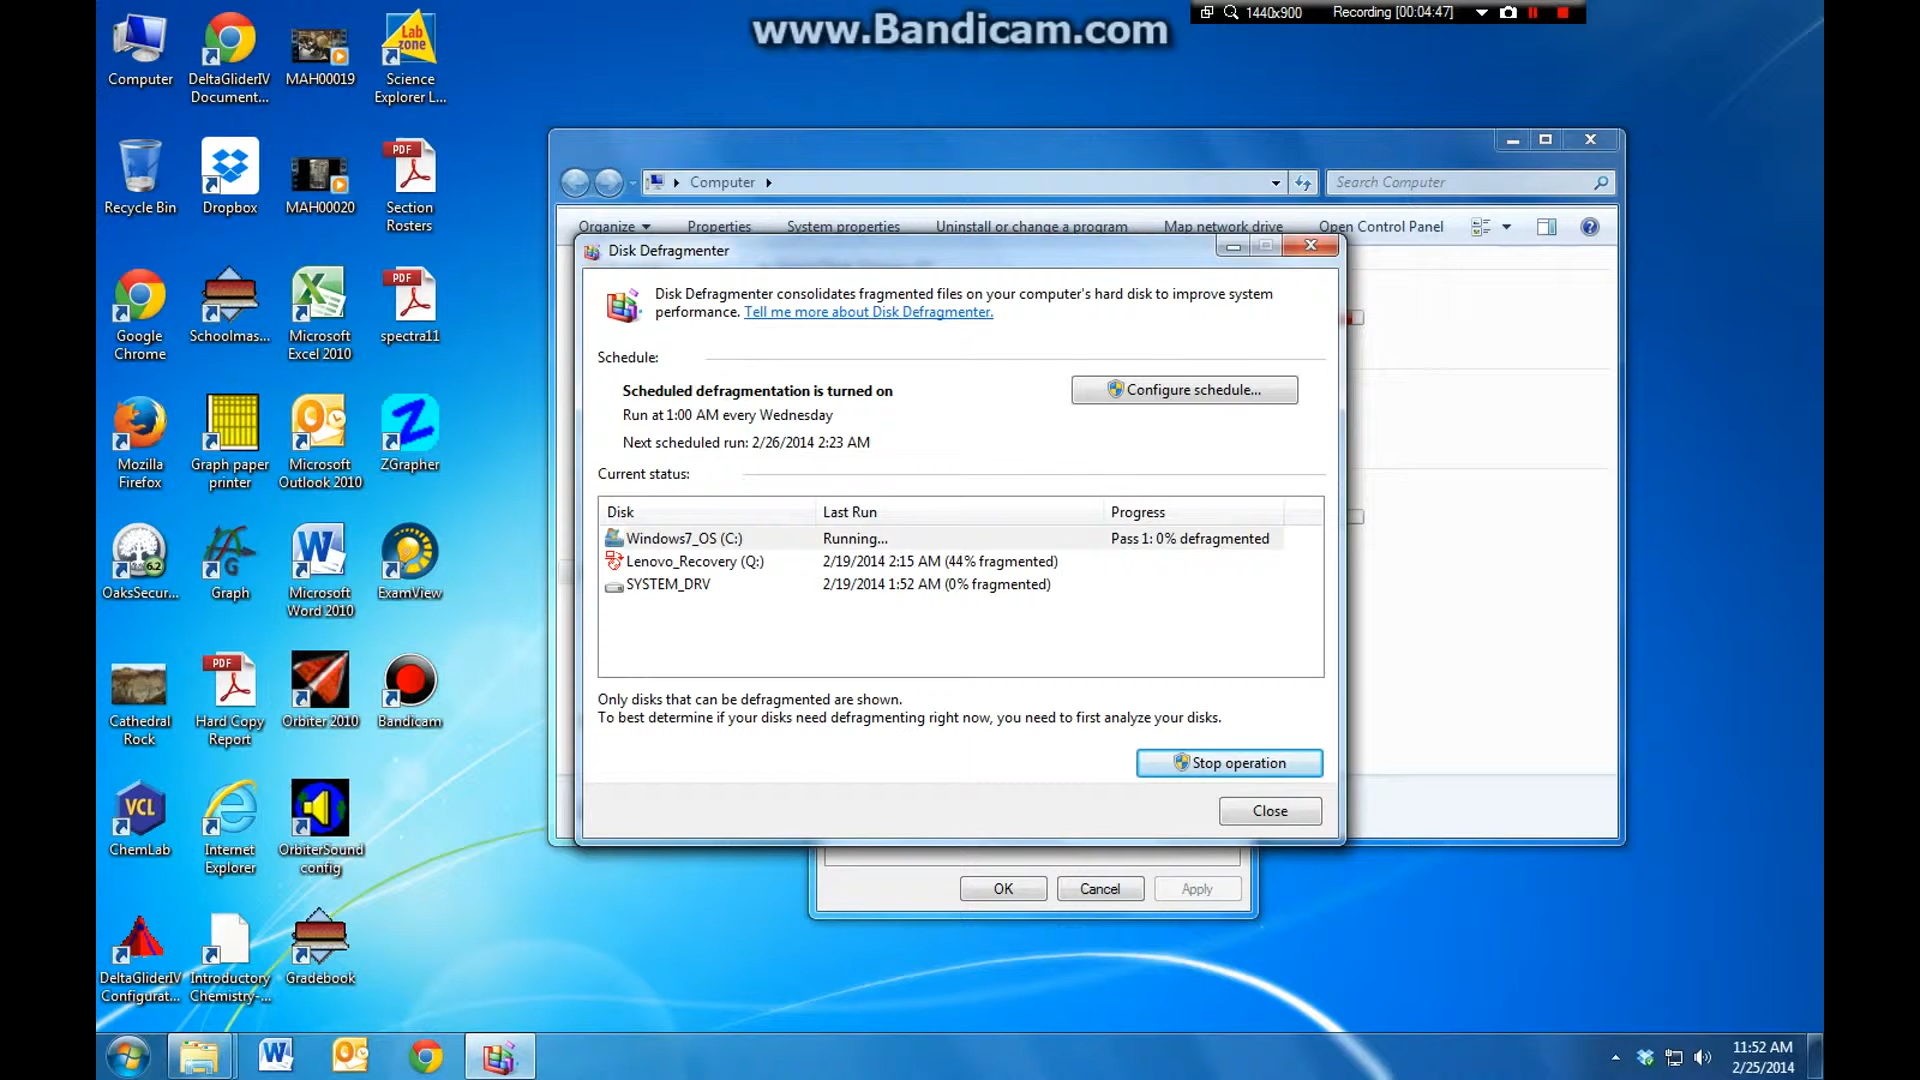 www.Bandicam.com
1440x900
Recording [00:04:47]
Computer
DeltaGliderIV
Document...
MAH00019
Lab
zone
Science
Explorer L...
Recycle Bin
Dropbox
MAH00020
PDF
Section
Rosters
Google
Chrome
Schoolmas...
Microsoft
Excel 2010
PDF
spectra11
Mozilla
Firefox
Graph paper
printer
Microsoft
Outlook 2010
ZGrapher
6.2
OaksSecur...
Graph
Microsoft
Word 2010
ExamView
Cathedral
Rock
PDF
Hard Copy
Report
Orbiter 2010
Bandicam
VCL
ChemLab
Internet
Explorer
OrbiterSound
config
DeltaGliderIV
Configurat...
Introductory
Chemistry-...
Gradebook
Computer
Search Computer
Organize
Properties
System properties
Uninstall or change a program
Map network drive
Open Control Panel
Disk Defragmenter
Disk Defragmenter consolidates fragmented files on your computer's hard disk to improve system
performance. Tell me more about Disk Defragmenter.
Schedule:
Scheduled defragmentation is turned on
Configure schedule...
Run at 1:00 AM every Wednesday
Next scheduled run: 2/26/2014 2:23 AM
Current status:
Disk Last Run Progress
Windows7_OS (C:) Running... Pass 1: 0% defragmented
Lenovo_Recovery (Q:) 2/19/2014 2:15 AM (44% fragmented)
SYSTEM_DRV 2/19/2014 1:52 AM (0% fragmented)
Only disks that can be defragmented are shown.
To best determine if your disks need defragmenting right now, you need to first analyze your disks.
Stop operation
Close
OK Cancel Apply
11:52 AM
2/25/2014